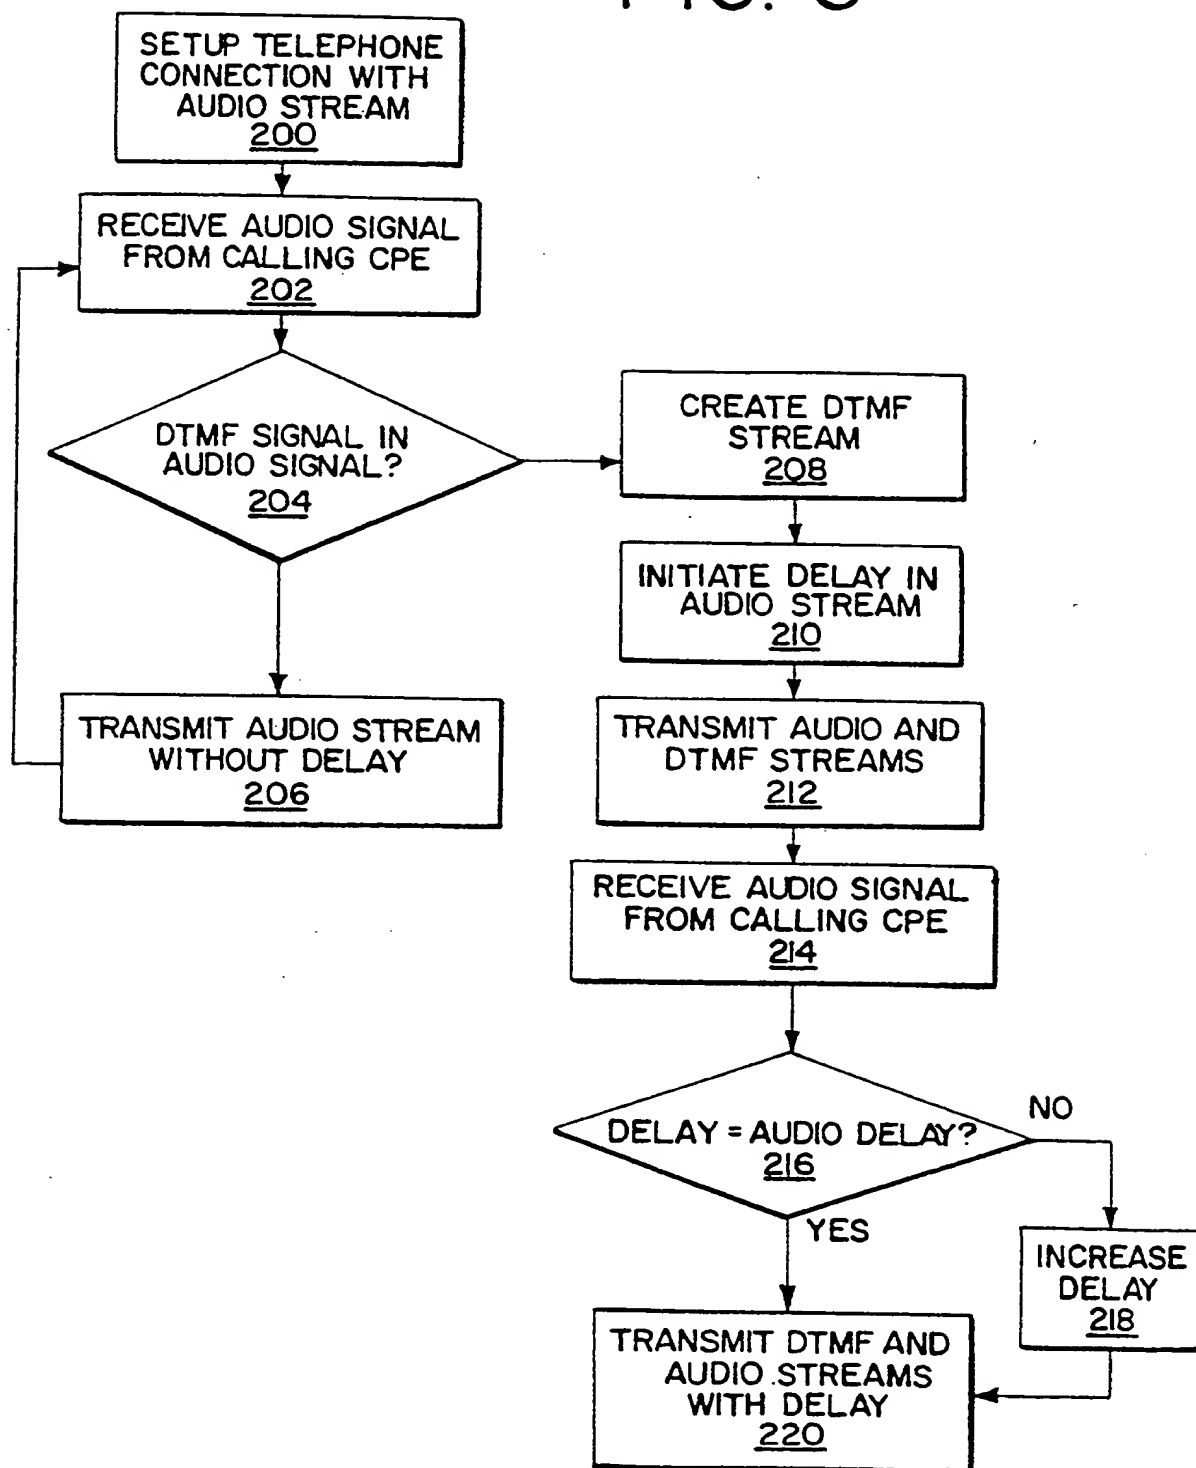 SETUP TELEPHONE
CONNECTION WITH
AUDIO STREAM
200
RECEIVE AUDIO SIGNAL
FROM CALLING CPE
202
DTMF SIGNAL IN
AUDIO SIGNAL?
204
TRANSMIT AUDIO STREAM
WITHOUT DELAY
206
CREATE DTMF
STREAM
208
INITIATE DELAY IN
AUDIO STREAM
210
TRANSMIT AUDIO AND
DTMF STREAMS
212
RECEIVE AUDIO SIGNAL
FROM CALLING CPE
214
DELAY = AUDIO DELAY?
216
NO
YES
INCREASE
DELAY
218
TRANSMIT DTMF AND
AUDIO STREAMS
WITH DELAY
220